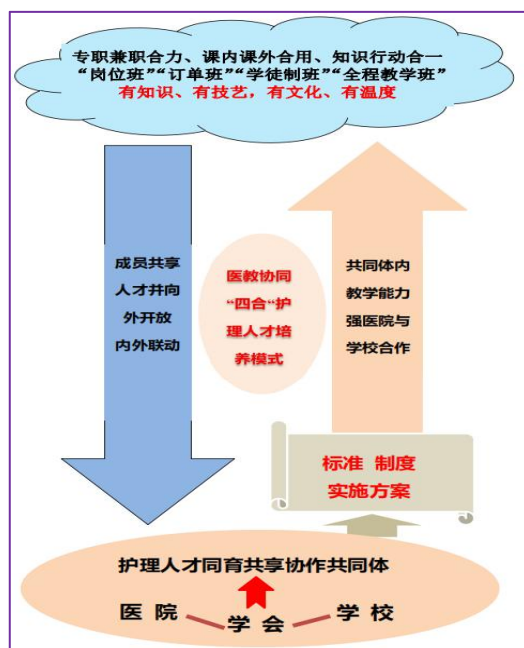 专职兼职合力、课内课外合用、知识行动合一
“岗位班”“订单班”“学徒制班”“全程教学班”
有知识、有技艺，有文化、有温度
成员共享
人才并向
外开放
内外联动
医教协同
“四合“护
理人才培
养模式
共同体内
教学能力
强医院与
学校合作
标准 制度
实施方案
护理人才同育共享协作共同体
医院
学会
学校